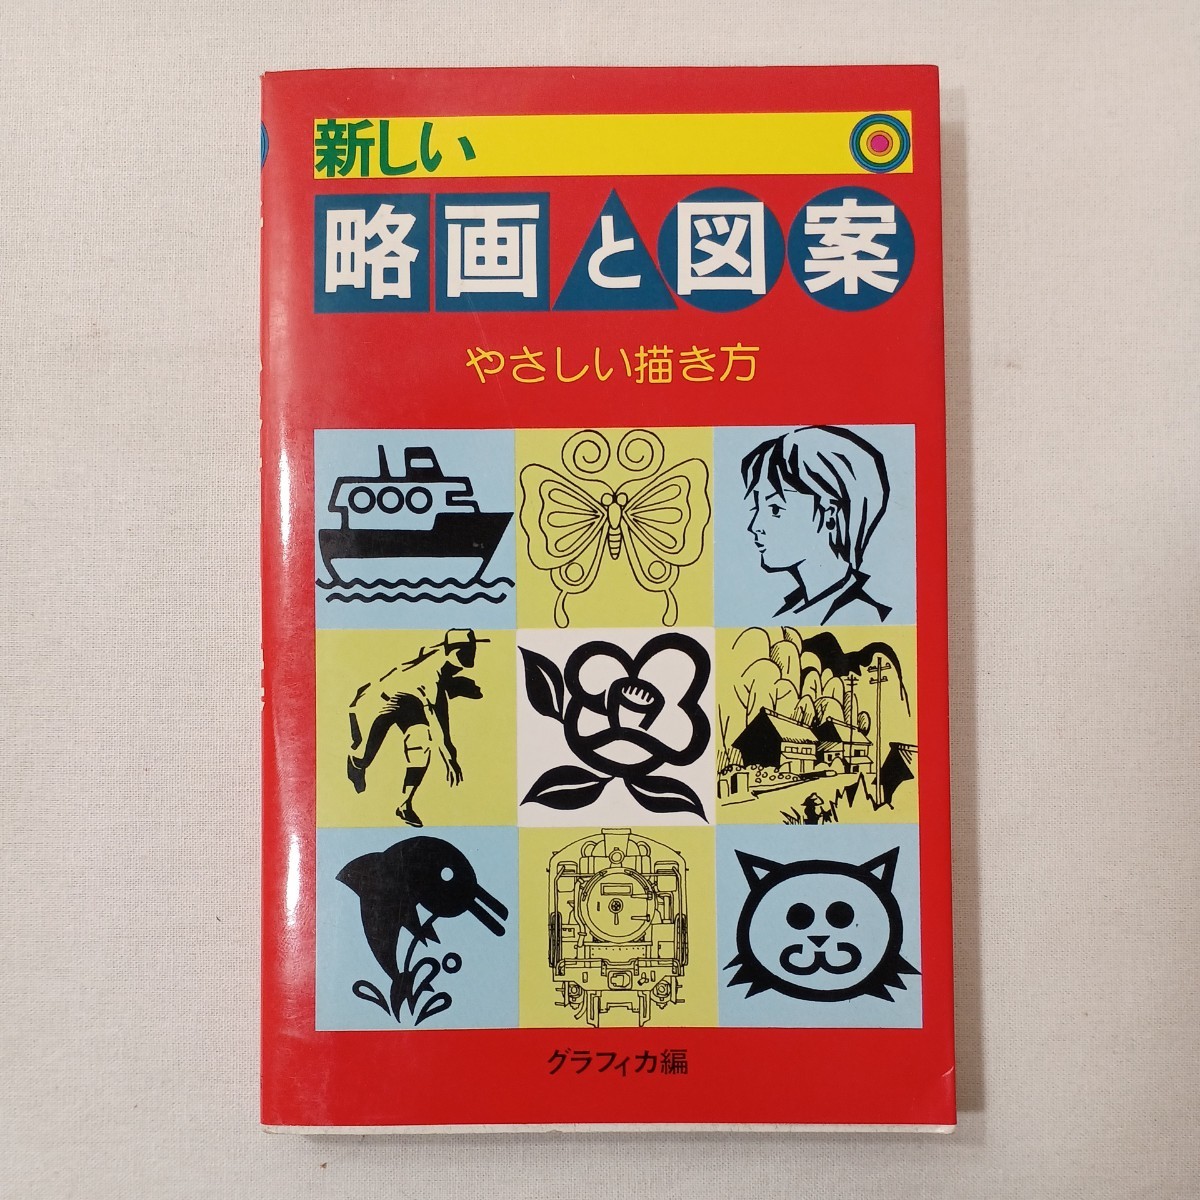 新しい
略画と図案
やさしい描き方
グラフィカ編